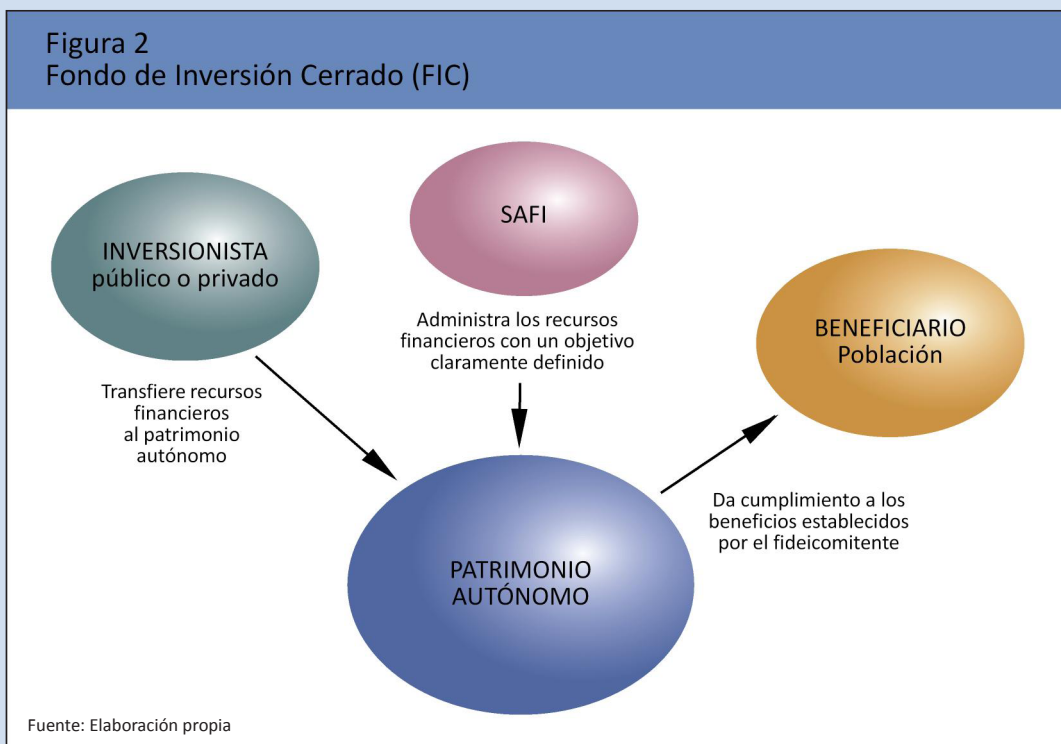 Figura 2
Fondo de Inversión Cerrado (FIC)
INVERSIONISTA
público o privado
SAFI
BENEFICIARIO
Población
Administra los recursos
financieros con un objetivo
claramente definido
Transfiere recursos
financieros
al patrimonio
autónomo
Da cumplimiento a los
beneficios establecidos
por el fideicomitente
PATRIMONIO
AUTÓNOMO
Fuente: Elaboración propia